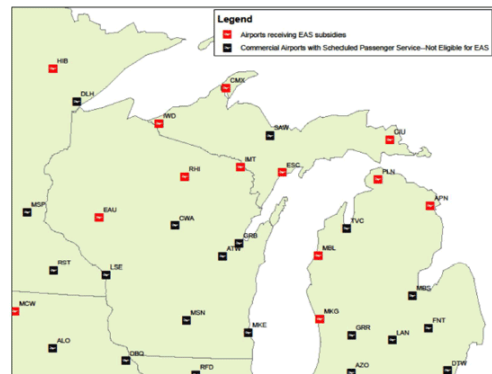 Legend
Airports receiving EAS subsidies
Commercial Airports with Scheduled Passenger Service--Not Eligible for EAS
HIB
CMX
DLH
IWD
SAW
CIU
IMT
ESC
RHI
PLN
APN
MSP
EAU
CWA
TVC
GRB
ATW
MBL
RST
LSE
MBS
MCW
MSN
MKG
MKE
GRR
FNT
LAN
ALO
DBQ
RFD
AZO
DTW